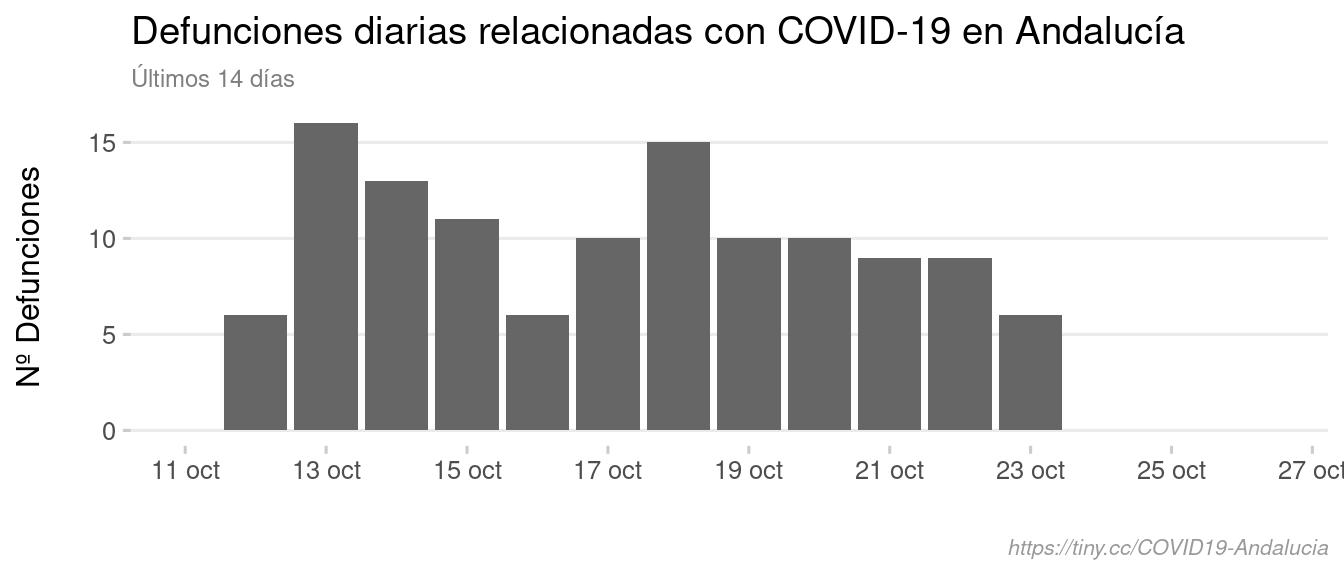 Defunciones diarias relacionadas con COVID-19 en Andalucía
Últimos 14 días
Nº Defunciones
15
10
5
0
11 oct 13 oct 15 oct 17 oct 19 oct 21 oct 23 oct 25 oct 27 oct
https://tiny.cc/COVID19-Andalucia